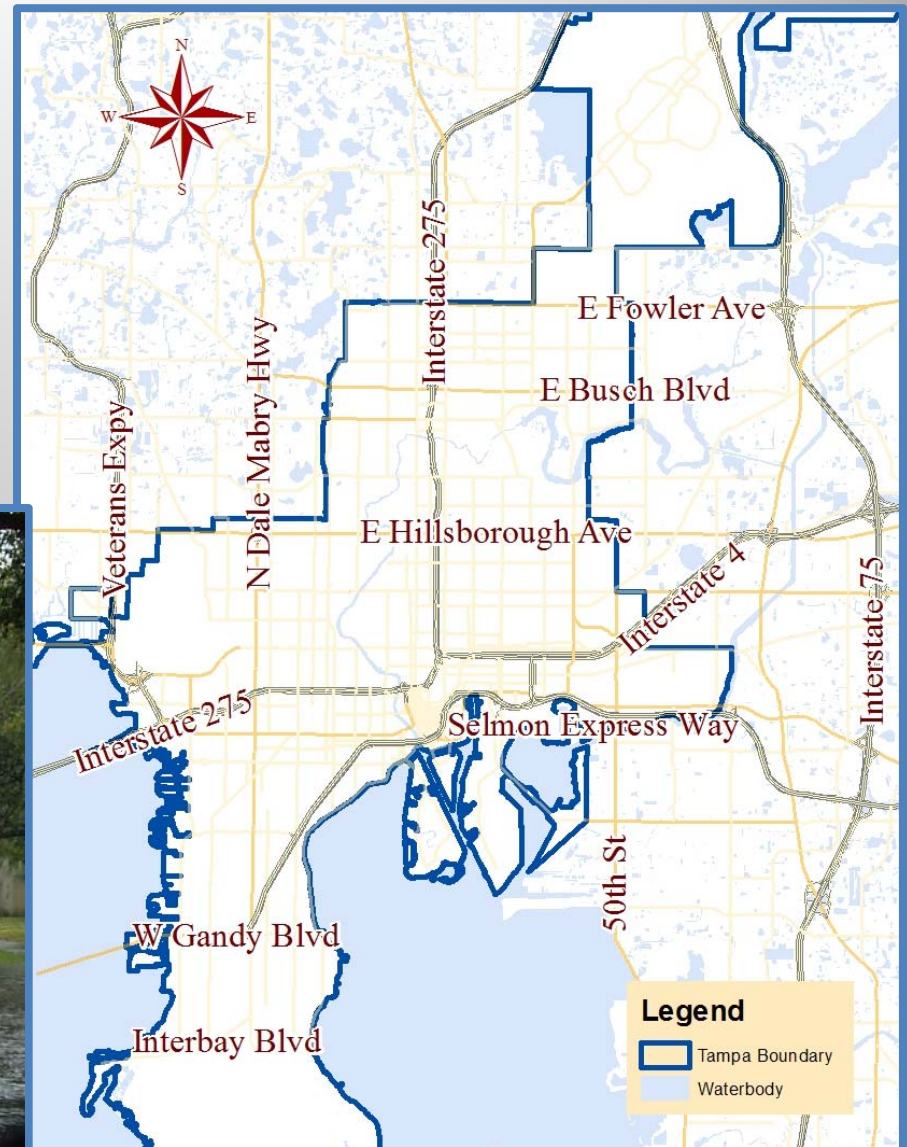 N
W E
S
Interstate 275
E Fowler Ave
N Dale Mabry Hwy
E Busch Blvd
Veterans Expy
E Hillsborough Ave
Interstate 4
Interstate 75
Interstate 275
Selmon Express Way
50th St
W Gandy Blvd
Interbay Blvd
Legend
Tampa Boundary
Waterbody